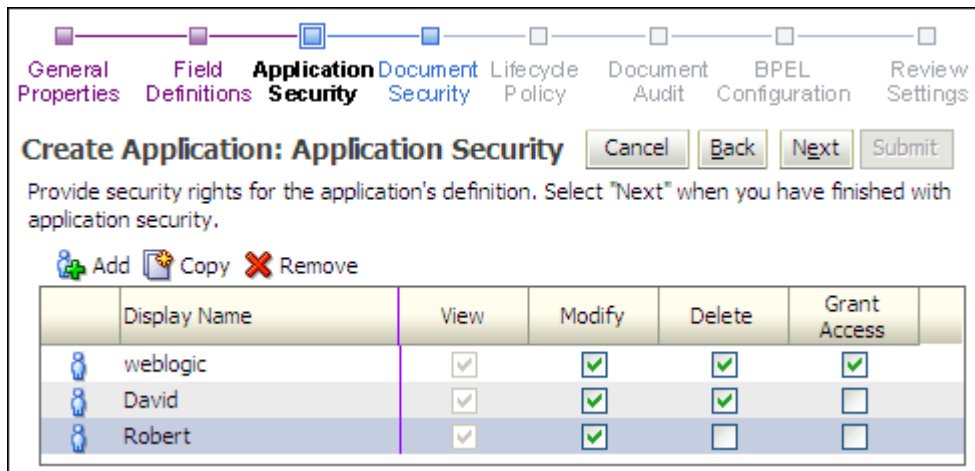 General Properties
Field Definitions
Application Security
Document Security
Lifecycle Policy
Document Audit
BPEL Configuration
Review Settings
Create Application: Application Security
Cancel
Back
Next
Submit
Provide security rights for the application's definition. Select "Next" when you have finished with
application security.
Add Copy Remove
Display Name View Modify Delete Grant Access
weblogic
David
Robert